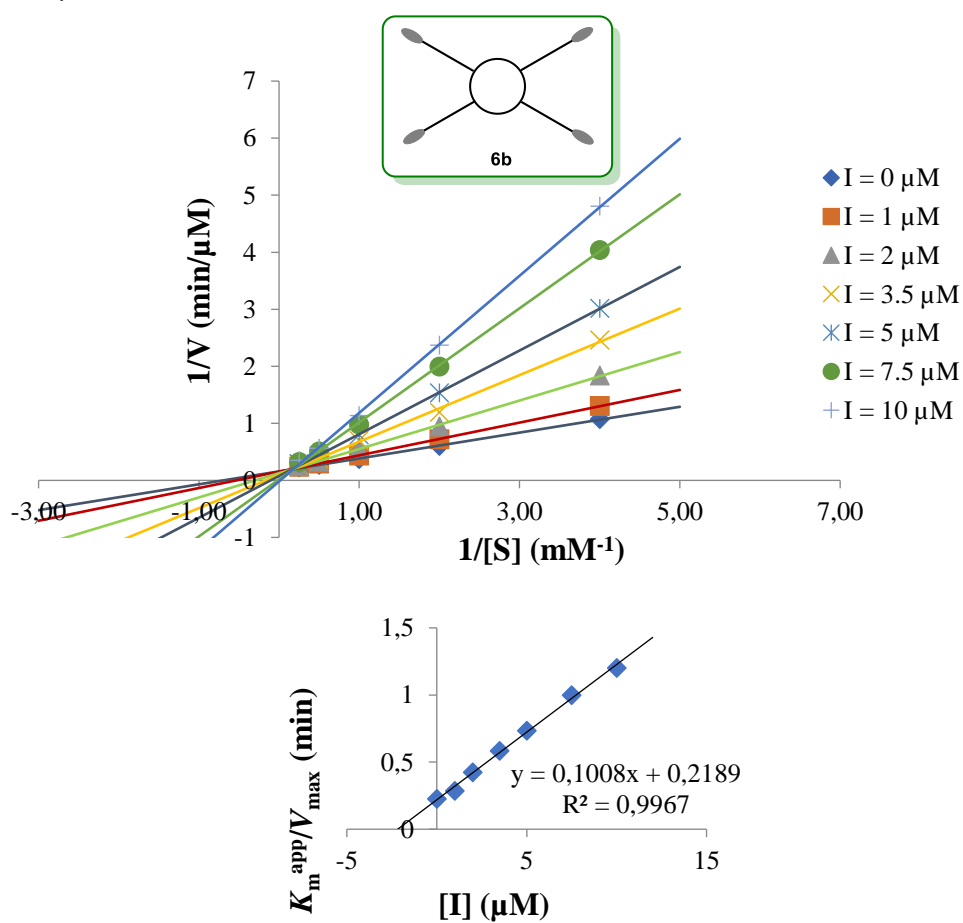 6b
7
6
5
4
3
2
1
0
-1
-3,00
-1,00
1,00
3,00
5,00
7,00
1/V (min/µM)
1/[S] (mM-1)
I = 0 µM
I = 1 µM
I = 2 µM
I = 3.5 µM
I = 5 µM
I = 7.5 µM
I = 10 µM
1,5
1
0,5
0
-5
5
15
Kmapp/Vmax (min)
y = 0,1008x + 0,2189
R² = 0,9967
[I] (µM)